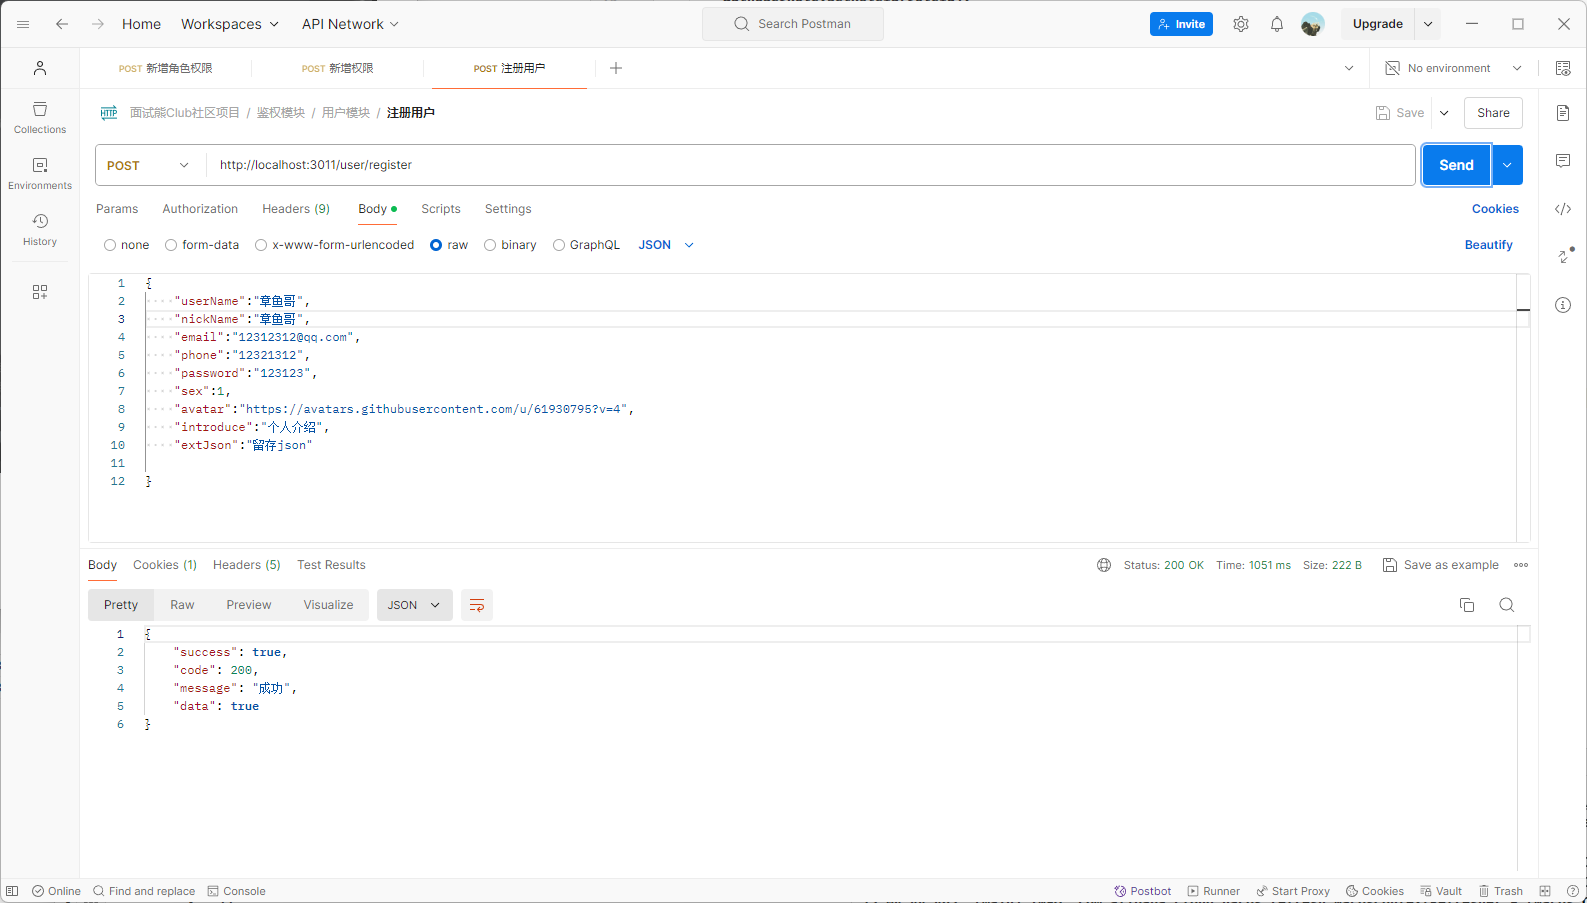 Home Workspaces API Network Search Postman Invite Upgrade
POST 新增角色权限 POST 新增权限 POST 注册用户 No environment
HTTP 面试熊Club社区项目 / 鉴权模块 / 用户模块 / 注册用户 Save Share
Collections
Environments
History
POST http://localhost:3011/user/register Send
Params Authorization Headers (9) Body Scripts Settings Cookies
none form-data x-www-form-urlencoded raw binary GraphQL JSON Beautify
1 {
2 "userName":"章鱼哥",
3 "nickName":"章鱼哥",
4 "email":"12312312@qq.com",
5 "phone":"12321312",
6 "password":"123123",
7 "sex":1,
8 "avatar":"https://avatars.githubusercontent.com/u/61930795?v=4",
9 "introduce":"个人介绍",
10 "extJson":"留存json"
11
12 }
Body Cookies (1) Headers (5) Test Results Status: 200 OK Time: 1051 ms Size: 222 B Save as example
Pretty Raw Preview Visualize JSON
1 {
2 "success": true,
3 "code": 200,
4 "message": "成功",
5 "data": true
6 }
Online Find and replace Console Postbot Runner Start Proxy Cookies Vault Trash